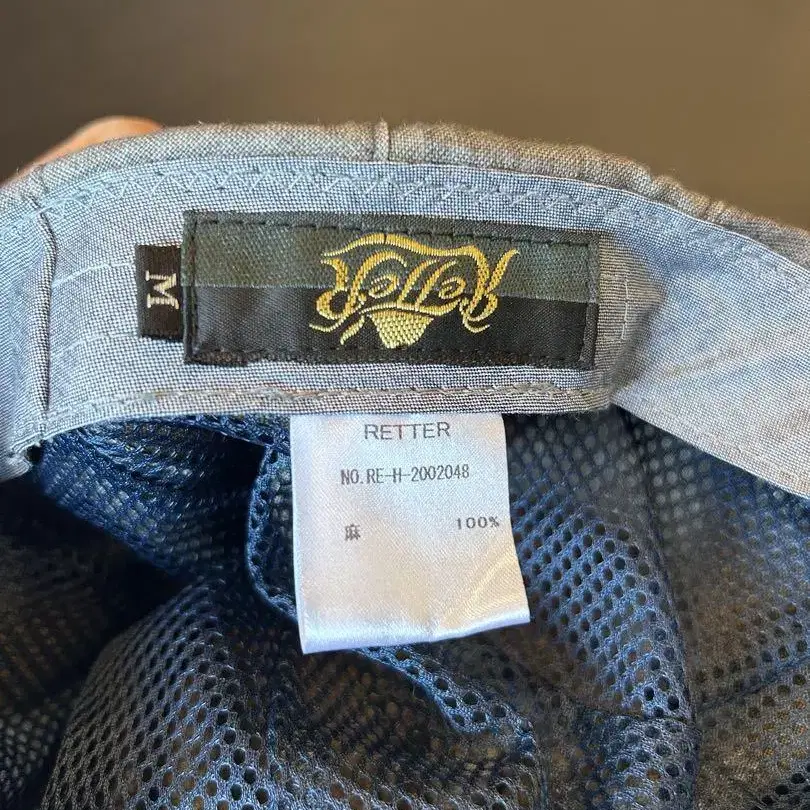 Retter
M
RETTER
NO.RE-H-2002048
麻 100%